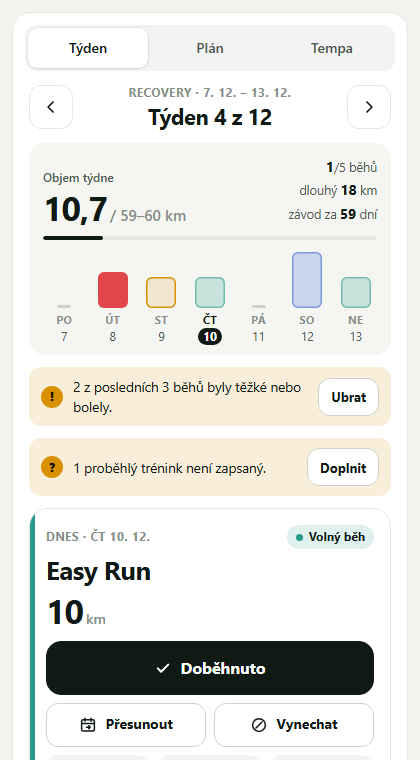 Týden Plán Tempa
RECOVERY · 7. 12. – 13. 12.
Týden 4 z 12
Objem týdne
10,7 / 59–60 km
1/5 běhů
dlouhý 18 km
závod za 59 dní
PO ÚT ST ČT PÁ SO NE
7 8 9 10 11 12 13
! 2 z posledních 3 běhů byly těžké nebo
bolely.
Ubrat
? 1 proběhlý trénink není zapsaný.
Doplnit
DNES · ČT 10. 12.
Volný běh
Easy Run
10 km
Doběhnuto
Přesunout
Vynechat